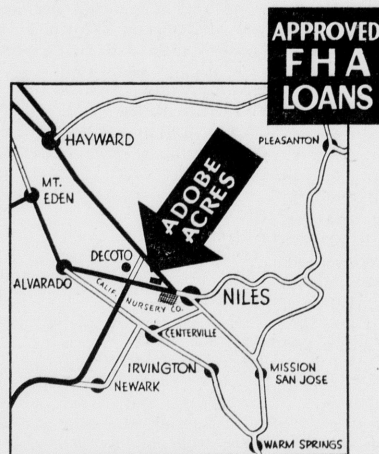 APPROVED
FHA
LOANS
HAYWARD
PLEASANTON
MT.
EDEN
ADOBE
ACRES
DECOTO
ALVARADO
CALIF. NURSERY CO.
NILES
CENTERVILLE
IRVINGTON
MISSION
SAN JOSE
NEWARK
WARM SPRINGS